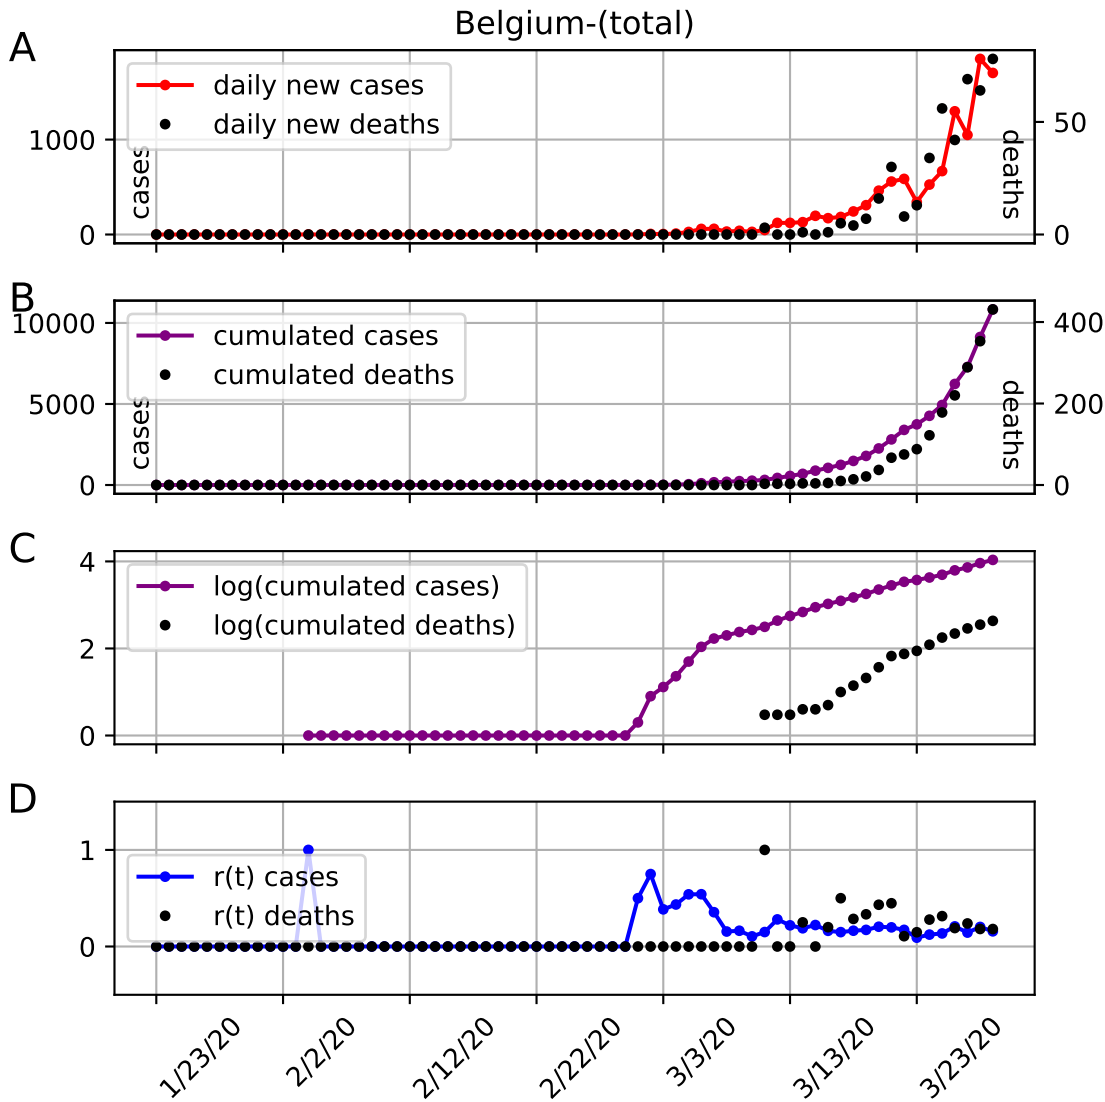 Belgium-(total)
A
daily new cases
daily new deaths
1000
0
cases
50
0
deaths
B
cumulated cases
cumulated deaths
10000
5000
0
cases
400
200
0
deaths
C
log(cumulated cases)
log(cumulated deaths)
4
2
0
D
r(t) cases
r(t) deaths
1
0
1/23/20
2/2/20
2/12/20
2/22/20
3/3/20
3/13/20
3/23/20